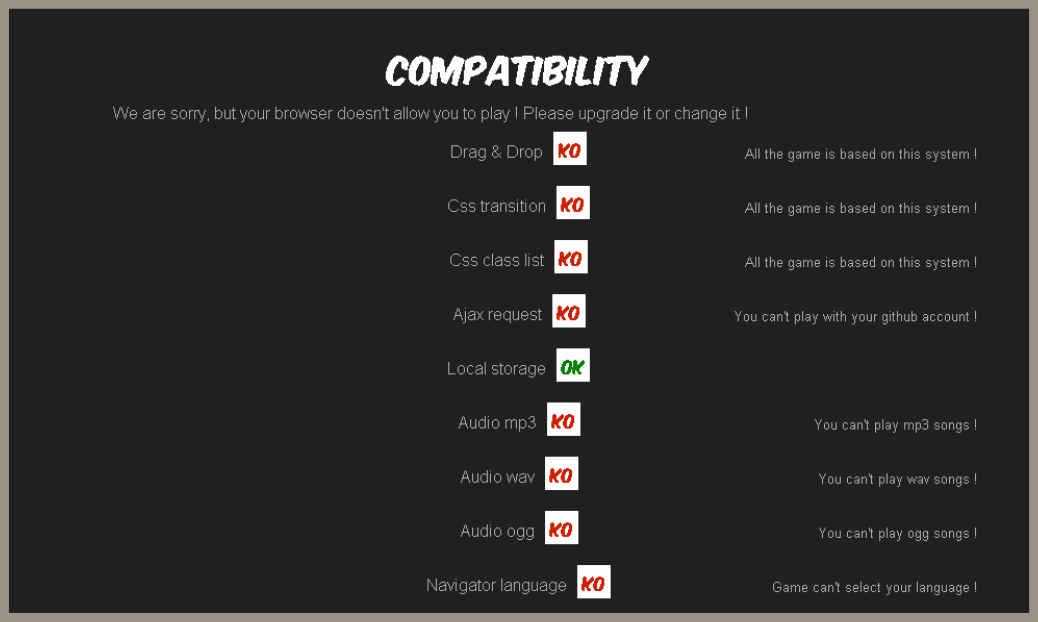 COMPATIBILITY
We are sorry, but your browser doesn't allow you to play ! Please upgrade it or change it !
Drag & Drop KO All the game is based on this system !
Css transition KO All the game is based on this system !
Css class list KO All the game is based on this system !
Ajax request KO You can't play with your github account !
Local storage OK
Audio mp3 KO You can't play mp3 songs !
Audio wav KO You can't play wav songs !
Audio ogg KO You can't play ogg songs !
Navigator language KO Game can't select your language !